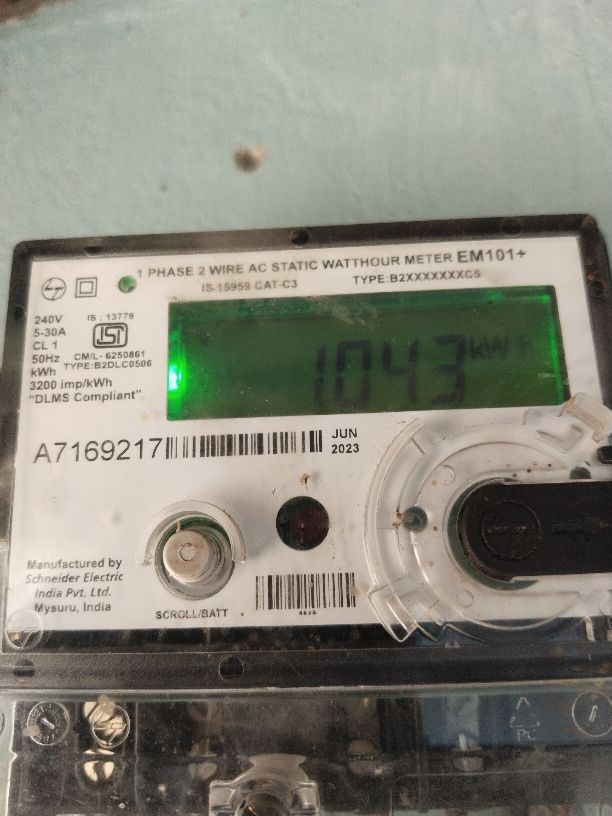 1 PHASE 2 WIRE AC STATIC WATTHOUR METER EM101+
IS-15959 CAT-C3 TYPE:B2XXXXXXXC5
240V IS : 13779
5-30A
CL 1
50Hz CM/L- 6250861
kWh TYPE:B2DLC0506
3200 imp/kWh
"DLMS Compliant"
1043
A7169217 JUN
2023
Manufactured by
Schneider Electric
India Pvt. Ltd.
Mysuru, India
SCROLL/BATT